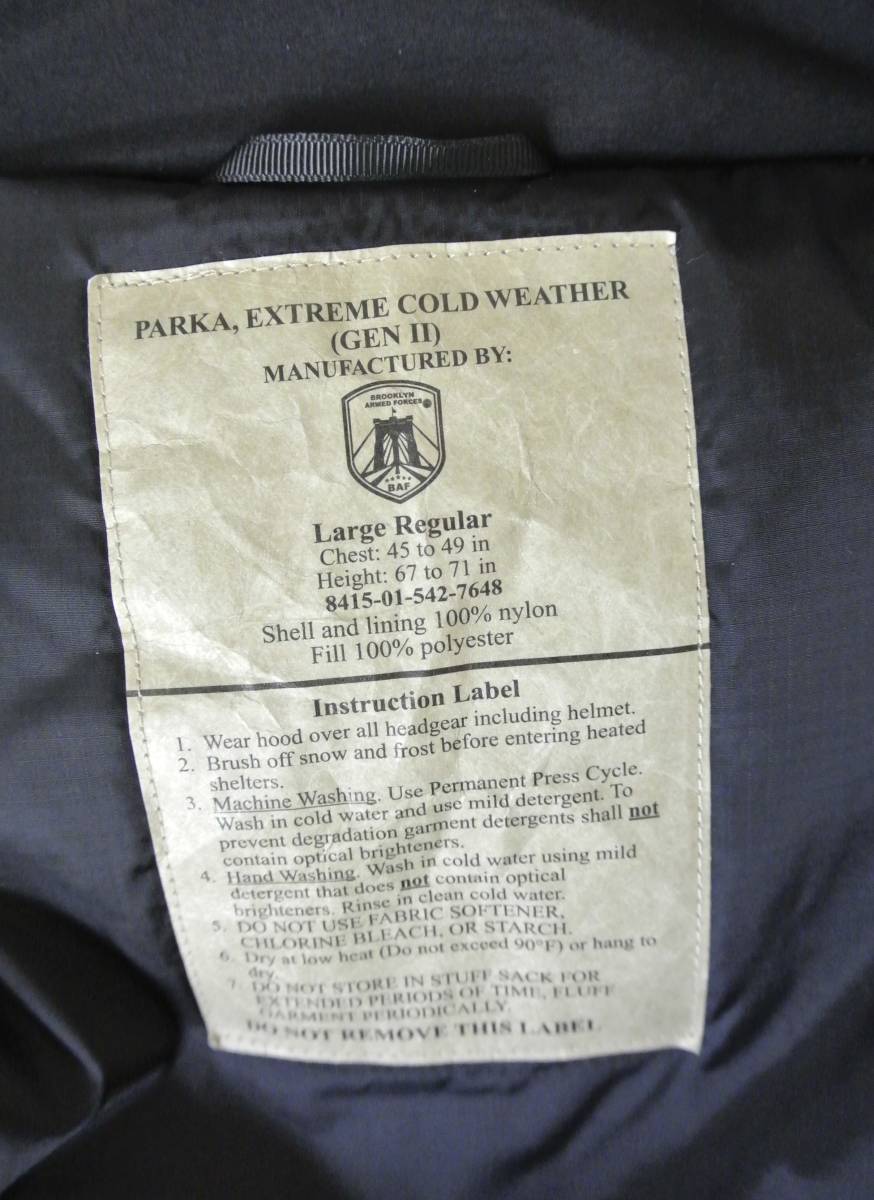 PARKA, EXTREME COLD WEATHER
(GEN II)
MANUFACTURED BY:
BROOKLYN
ARMED FORCES
BAF
Large Regular
Chest: 45 to 49 in
Height: 67 to 71 in
8415-01-542-7648
Shell and lining 100% nylon
Fill 100% polyester
Instruction Label
1. Wear hood over all headgear including helmet.
2. Brush off snow and frost before entering heated
shelters.
3. Machine Washing. Use Permanent Press Cycle.
Wash in cold water and use mild detergent. To
prevent degradation garment detergents shall not
contain optical brighteners.
4. Hand Washing. Wash in cold water using mild
detergent that does not contain optical
brighteners. Rinse in clean cold water.
5. DO NOT USE FABRIC SOFTENER,
CHLORINE BLEACH, OR STARCH.
6. Dry at low heat (Do not exceed 90°F) or hang to
dry.
7. DO NOT STORE IN STUFF SACK FOR
EXTENDED PERIODS OF TIME, FLUFF
GARMENT PERIODICALLY.
DO NOT REMOVE THIS LABEL